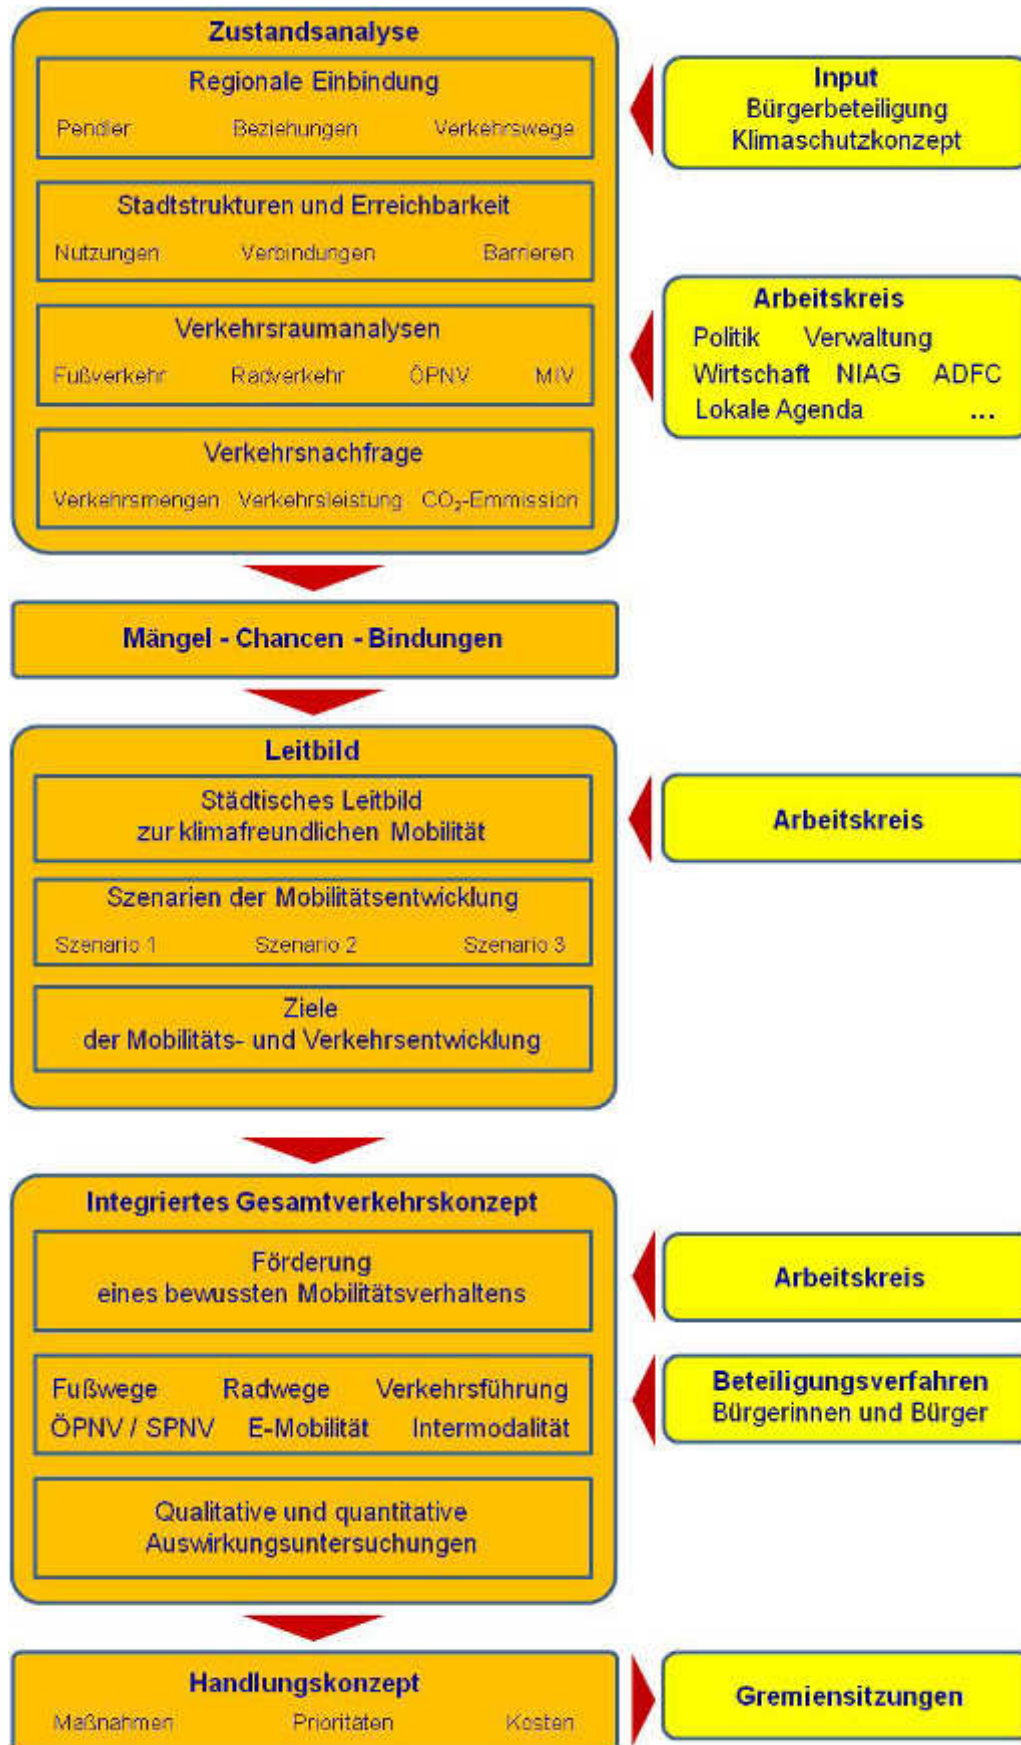 Zustandsanalyse
Regionale Einbindung
Pendler Beziehungen Verkehrswege
Stadtstrukturen und Erreichbarkeit
Nutzungen Verbindungen Barrieren
Verkehrsraumanalysen
Fußverkehr Radverkehr ÖPNV MIV
Verkehrsnachfrage
Verkehrsmengen Verkehrsleistung CO₂-Emmission
Input
Bürgerbeteiligung
Klimaschutzkonzept
Arbeitskreis
Politik Verwaltung
Wirtschaft NIAG ADFC
Lokale Agenda ...
Mängel - Chancen - Bindungen
Leitbild
Städtisches Leitbild
zur klimafreundlichen Mobilität
Szenarien der Mobilitätsentwicklung
Szenario 1 Szenario 2 Szenario 3
Ziele
der Mobilitäts- und Verkehrsentwicklung
Arbeitskreis
Integriertes Gesamtverkehrskonzept
Förderung
eines bewussten Mobilitätsverhaltens
Fußwege Radwege Verkehrsführung
ÖPNV / SPNV E-Mobilität Intermodalität
Qualitative und quantitative
Auswirkungsuntersuchungen
Arbeitskreis
Beteiligungsverfahren
Bürgerinnen und Bürger
Handlungskonzept
Maßnahmen Prioritäten Kosten
Gremiensitzungen